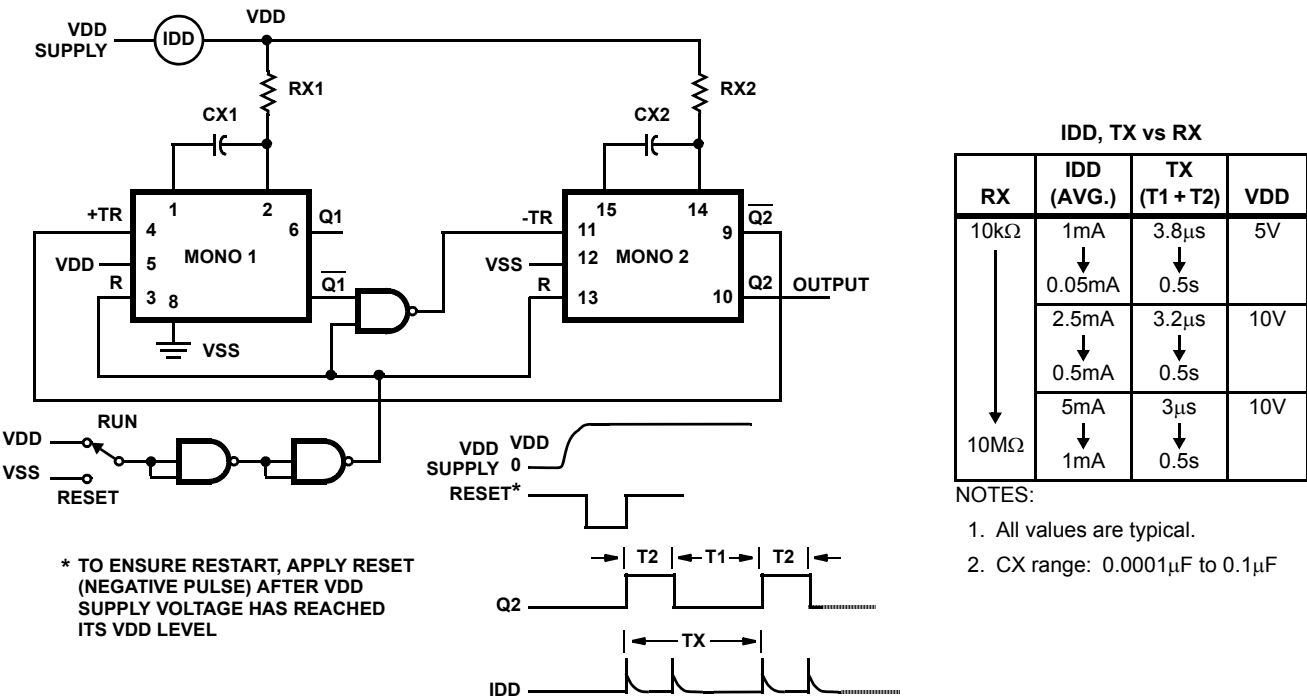 VDD
SUPPLY
IDD
VDD
RX1
RX2
CX1
CX2
+TR
VDD
R
1
2
4
5
3
8
6
MONO 1
Q1
Q1
VSS
-TR
VSS
R
15
14
11
12
13
9
10
MONO 2
Q2
Q2
OUTPUT
RUN
VDD
VSS
RESET
* TO ENSURE RESTART, APPLY RESET
(NEGATIVE PULSE) AFTER VDD
SUPPLY VOLTAGE HAS REACHED
ITS VDD LEVEL
VDD
SUPPLY
VDD
0
RESET*
T2
T1
T2
Q2
TX
IDD
IDD, TX vs RX
RX
IDD
(AVG.)
TX
(T1 + T2)
VDD
10kΩ
1mA
3.8μs
5V
0.05mA
0.5s
2.5mA
3.2μs
10V
0.5mA
0.5s
5mA
3μs
10V
10MΩ
1mA
0.5s
NOTES:
1. All values are typical.
2. CX range: 0.0001μF to 0.1μF